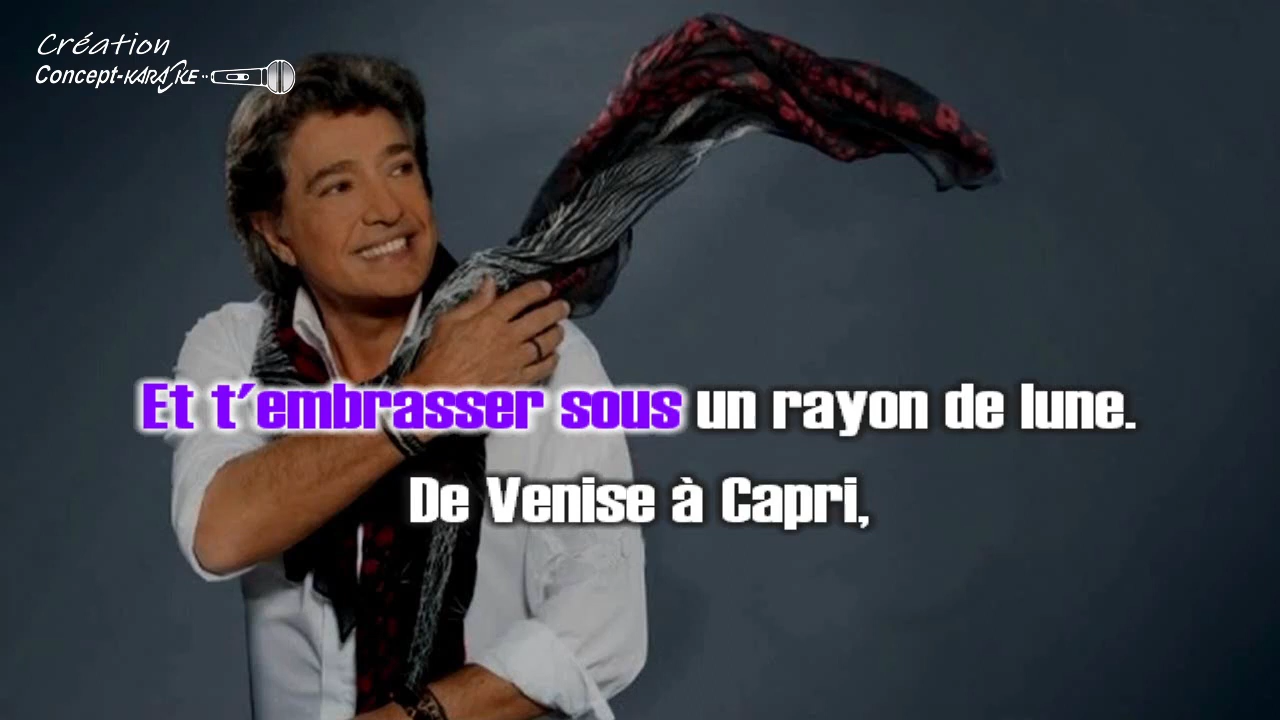 Création
Concept-KARAOKE
Et t'embrasser sous un rayon de lune.
De Venise à Capri,